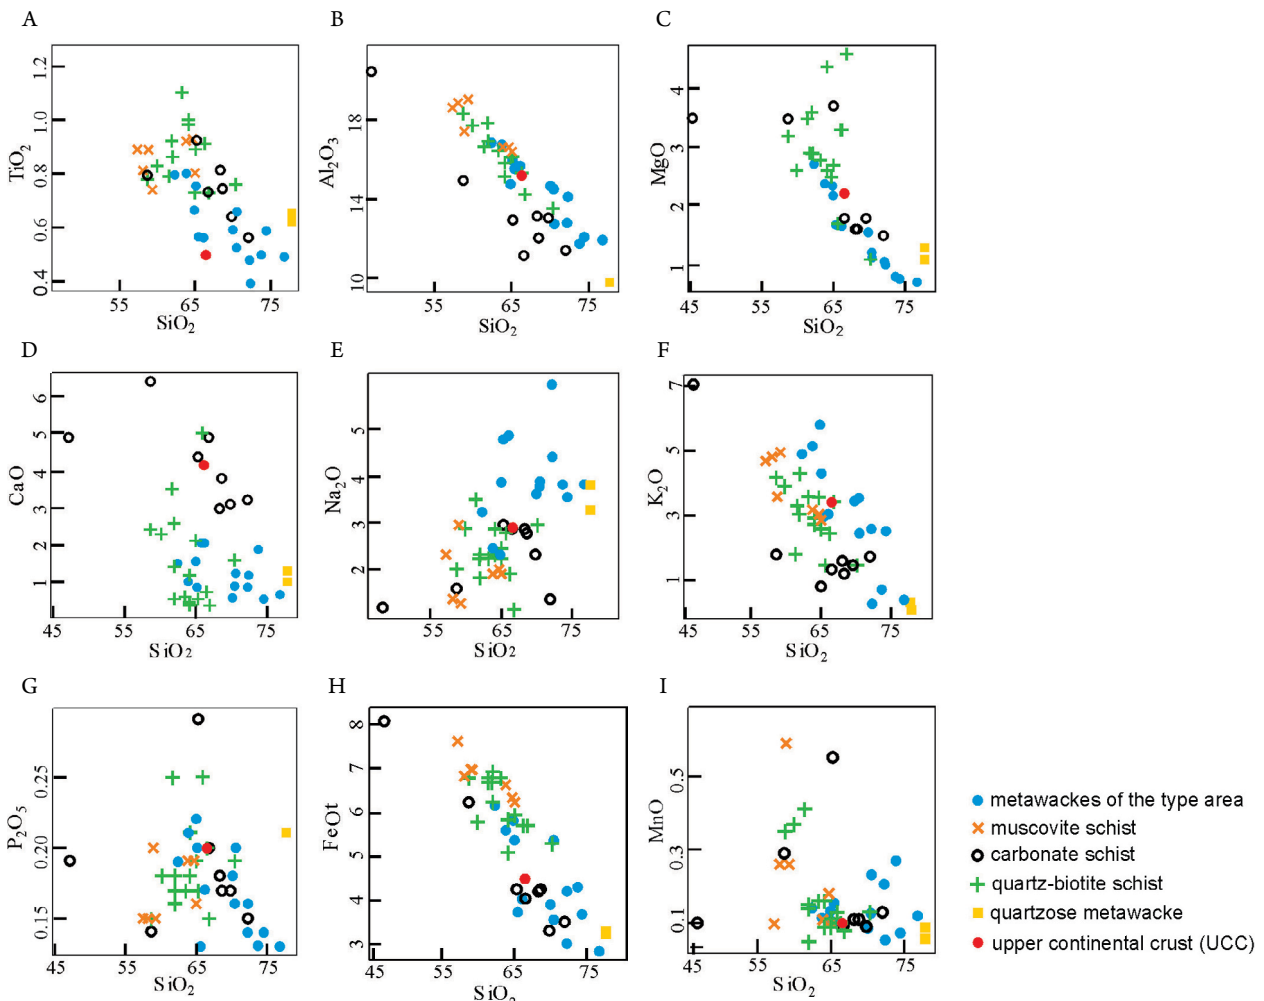 A
B
C
TiO2
1.2
1.0
0.8
0.6
0.4
55
65
75
SiO2
Al2O3
18
14
10
55
65
75
SiO2
MgO
4
3
2
1
45
55
65
75
SiO2
D
E
F
CaO
6
5
4
3
2
1
45
55
65
75
SiO2
Na2O
5
4
3
2
55
65
75
SiO2
K2O
7
5
3
1
45
55
65
75
SiO2
G
H
I
P2O5
0.25
0.20
0.15
45
55
65
75
SiO2
FeOt
8
7
6
5
4
3
45
55
65
75
SiO2
MnO
0.5
0.3
0.1
45
55
65
75
SiO2
metawackes of the type area
muscovite schist
carbonate schist
quartz-biotite schist
quartzose metawacke
upper continental crust (UCC)